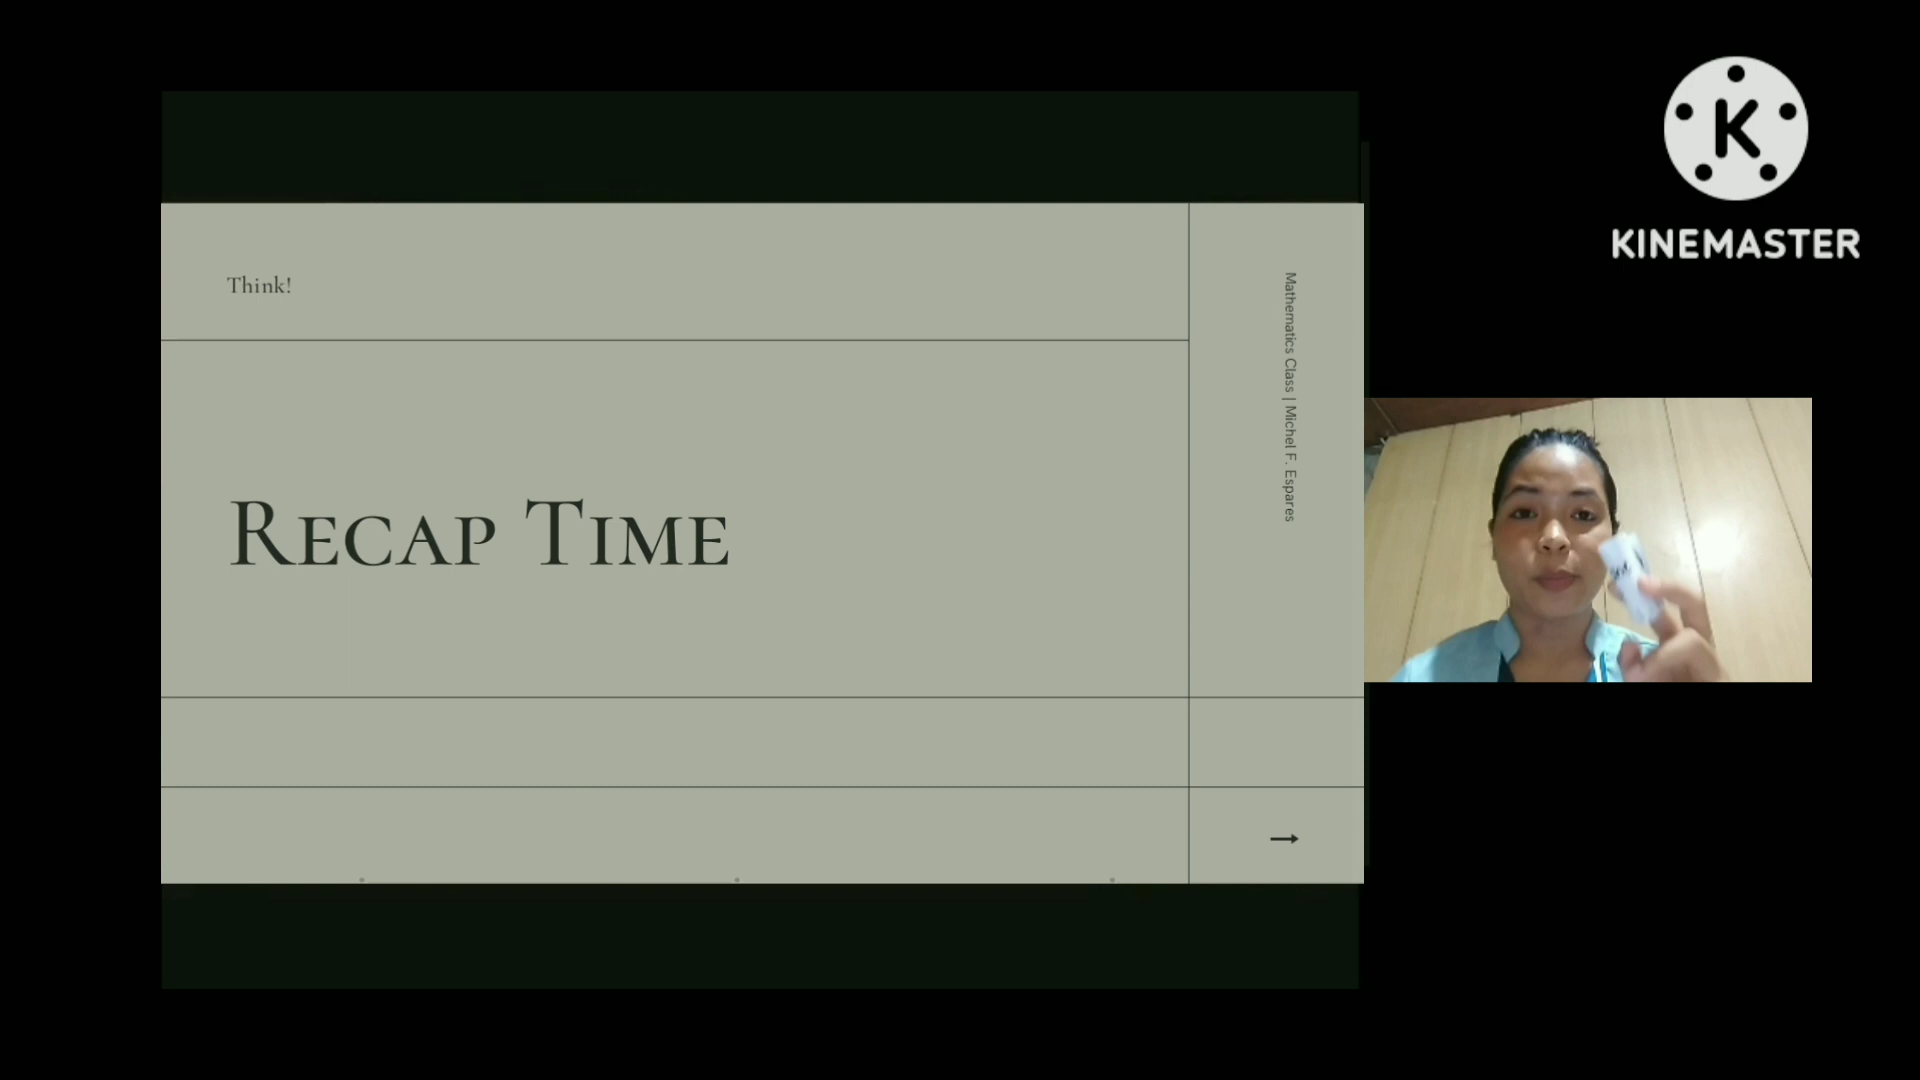 Think!
Recap Time
Mathematics Class | Michel F. Espares
K
KINEMASTER